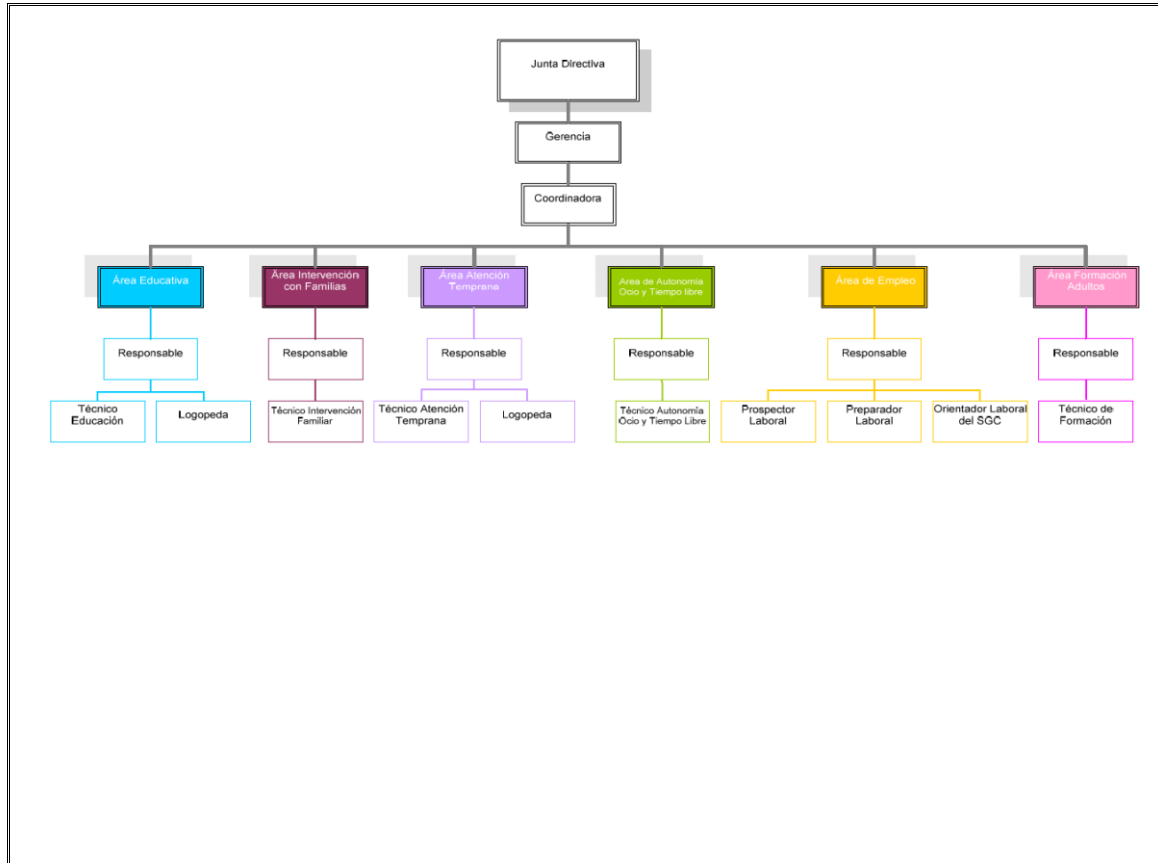 Junta Directiva
Gerencia
Coordinadora
Área Educativa
Área Intervención
con Familias
Área Atención
Temprana
Area de Autonomía
Ocio y Tiempo libre
Área de Empleo
Área Formación
Adultos
Responsable
Responsable
Responsable
Responsable
Responsable
Responsable
Técnico
Educación
Logopeda
Técnico Intervención
Familiar
Técnico Atención
Temprana
Logopeda
Técnico Autonomía
Ocio y Tiempo Libre
Prospector
Laboral
Preparador
Laboral
Orientador Laboral
del SGC
Técnico de
Formación